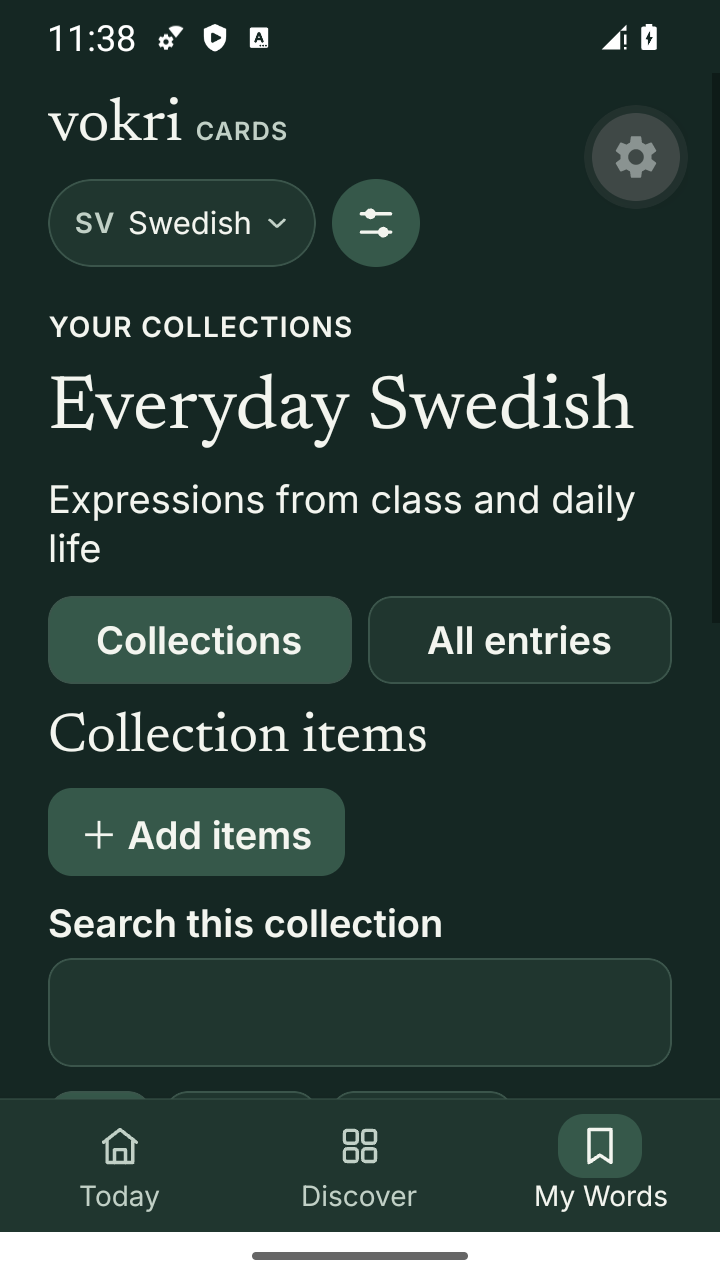 11:38
vokri CARDS
SV Swedish
YOUR COLLECTIONS
Everyday Swedish
Expressions from class and daily
life
Collections
All entries
Collection items
+ Add items
Search this collection
Today
Discover
My Words